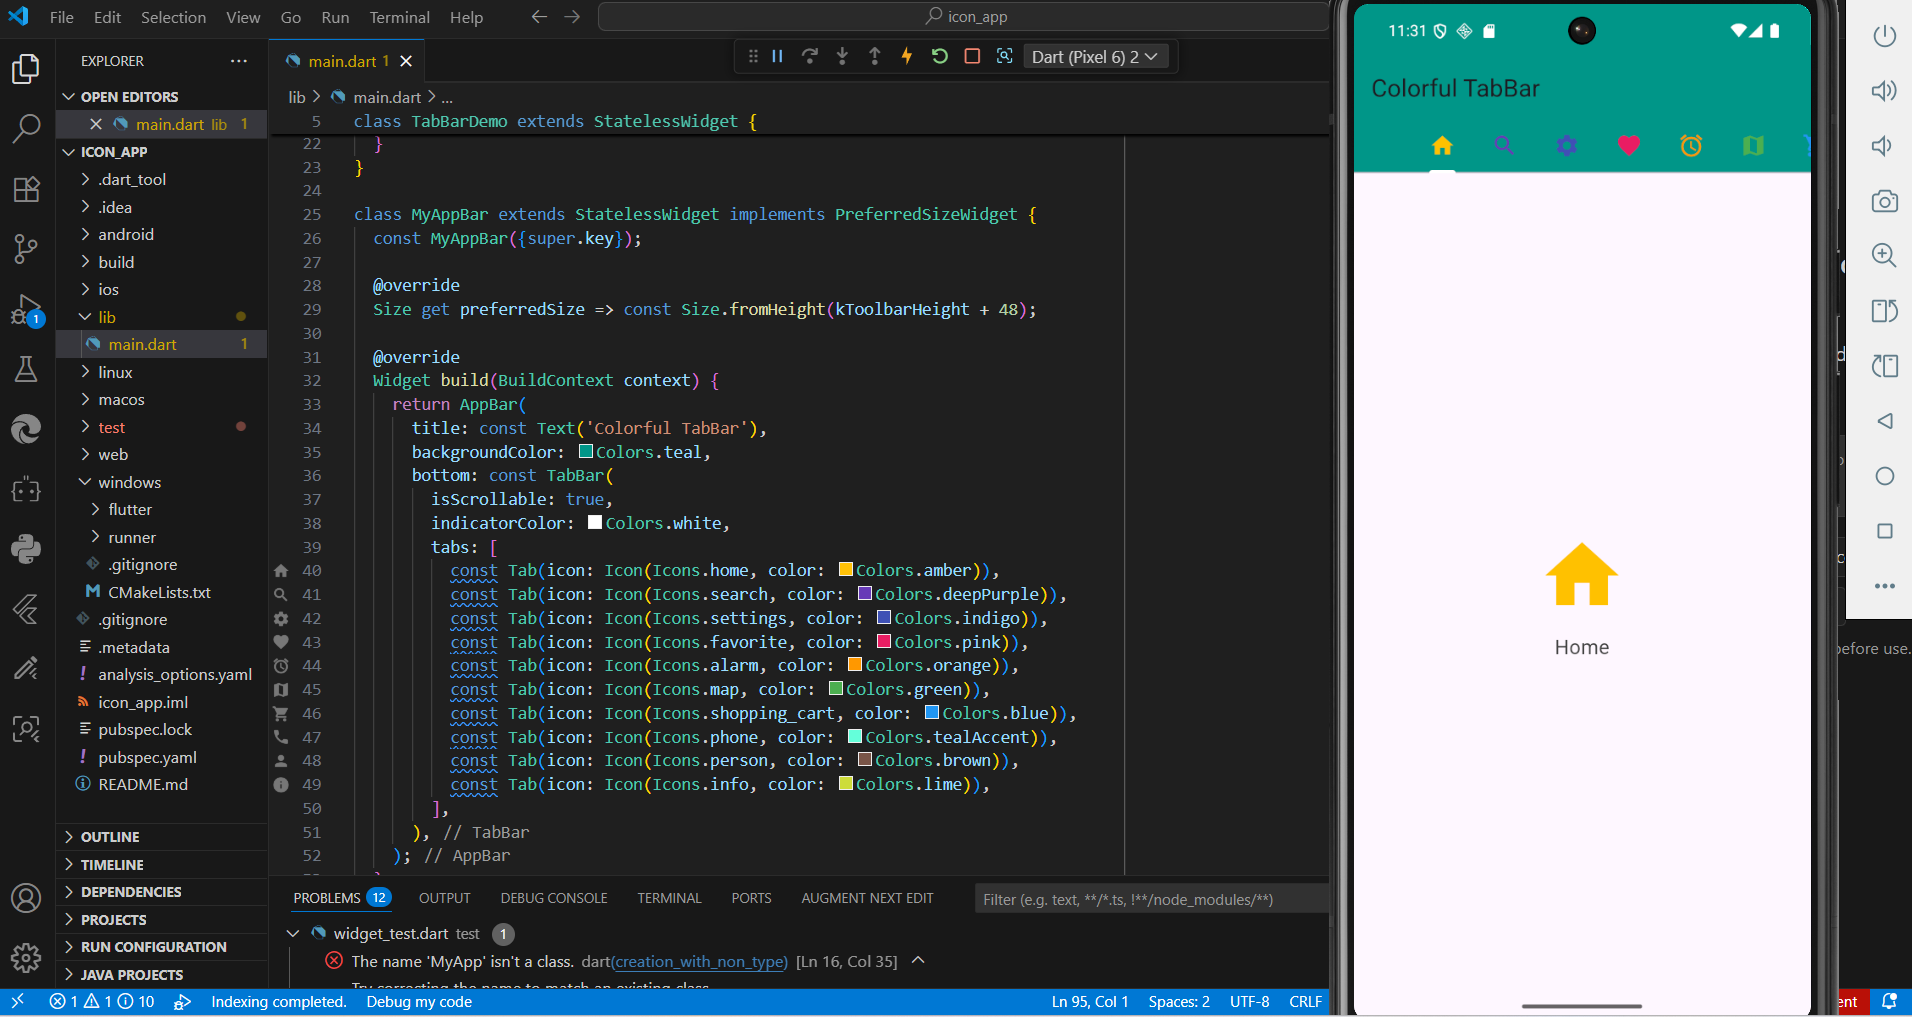 File Edit Selection View Go Run Terminal Help
icon_app
EXPLORER
OPEN EDITORS
main.dart lib 1
ICON_APP
.dart_tool
.idea
android
build
ios
lib
main.dart 1
linux
macos
test
web
windows
flutter
runner
.gitignore
CMakeLists.txt
.gitignore
.metadata
analysis_options.yaml
icon_app.iml
pubspec.lock
pubspec.yaml
README.md
OUTLINE
TIMELINE
DEPENDENCIES
PROJECTS
RUN CONFIGURATION
JAVA PROJECTS
1
main.dart 1
Dart (Pixel 6) 2
lib > main.dart > ...
5 class TabBarDemo extends StatelessWidget {
22 }
23 }
24
25 class MyAppBar extends StatelessWidget implements PreferredSizeWidget {
26 const MyAppBar({super.key});
27
28 @override
29 Size get preferredSize => const Size.fromHeight(kToolbarHeight + 48);
30
31 @override
32 Widget build(BuildContext context) {
33 return AppBar(
34 title: const Text('Colorful TabBar'),
35 backgroundColor: Colors.teal,
36 bottom: const TabBar(
37 isScrollable: true,
38 indicatorColor: Colors.white,
39 tabs: [
40 const Tab(icon: Icon(Icons.home, color: Colors.amber)),
41 const Tab(icon: Icon(Icons.search, color: Colors.deepPurple)),
42 const Tab(icon: Icon(Icons.settings, color: Colors.indigo)),
43 const Tab(icon: Icon(Icons.favorite, color: Colors.pink)),
44 const Tab(icon: Icon(Icons.alarm, color: Colors.orange)),
45 const Tab(icon: Icon(Icons.map, color: Colors.green)),
46 const Tab(icon: Icon(Icons.shopping_cart, color: Colors.blue)),
47 const Tab(icon: Icon(Icons.phone, color: Colors.tealAccent)),
48 const Tab(icon: Icon(Icons.person, color: Colors.brown)),
49 const Tab(icon: Icon(Icons.info, color: Colors.lime)),
50 ],
51 ), // TabBar
52 ); // AppBar
PROBLEMS 12 OUTPUT DEBUG CONSOLE TERMINAL PORTS AUGMENT NEXT EDIT
Filter (e.g. text, **/*.ts, !**/node_modules/**)
widget_test.dart test 1
The name 'MyApp' isn't a class. dart(creation_with_non_type) [Ln 16, Col 35]
Try correcting the name to match an existing class
1 1 10 Indexing completed. Debug my code
Ln 95, Col 1 Spaces: 2 UTF-8 CRLF
11:31
Colorful TabBar
Home
before use.
ent